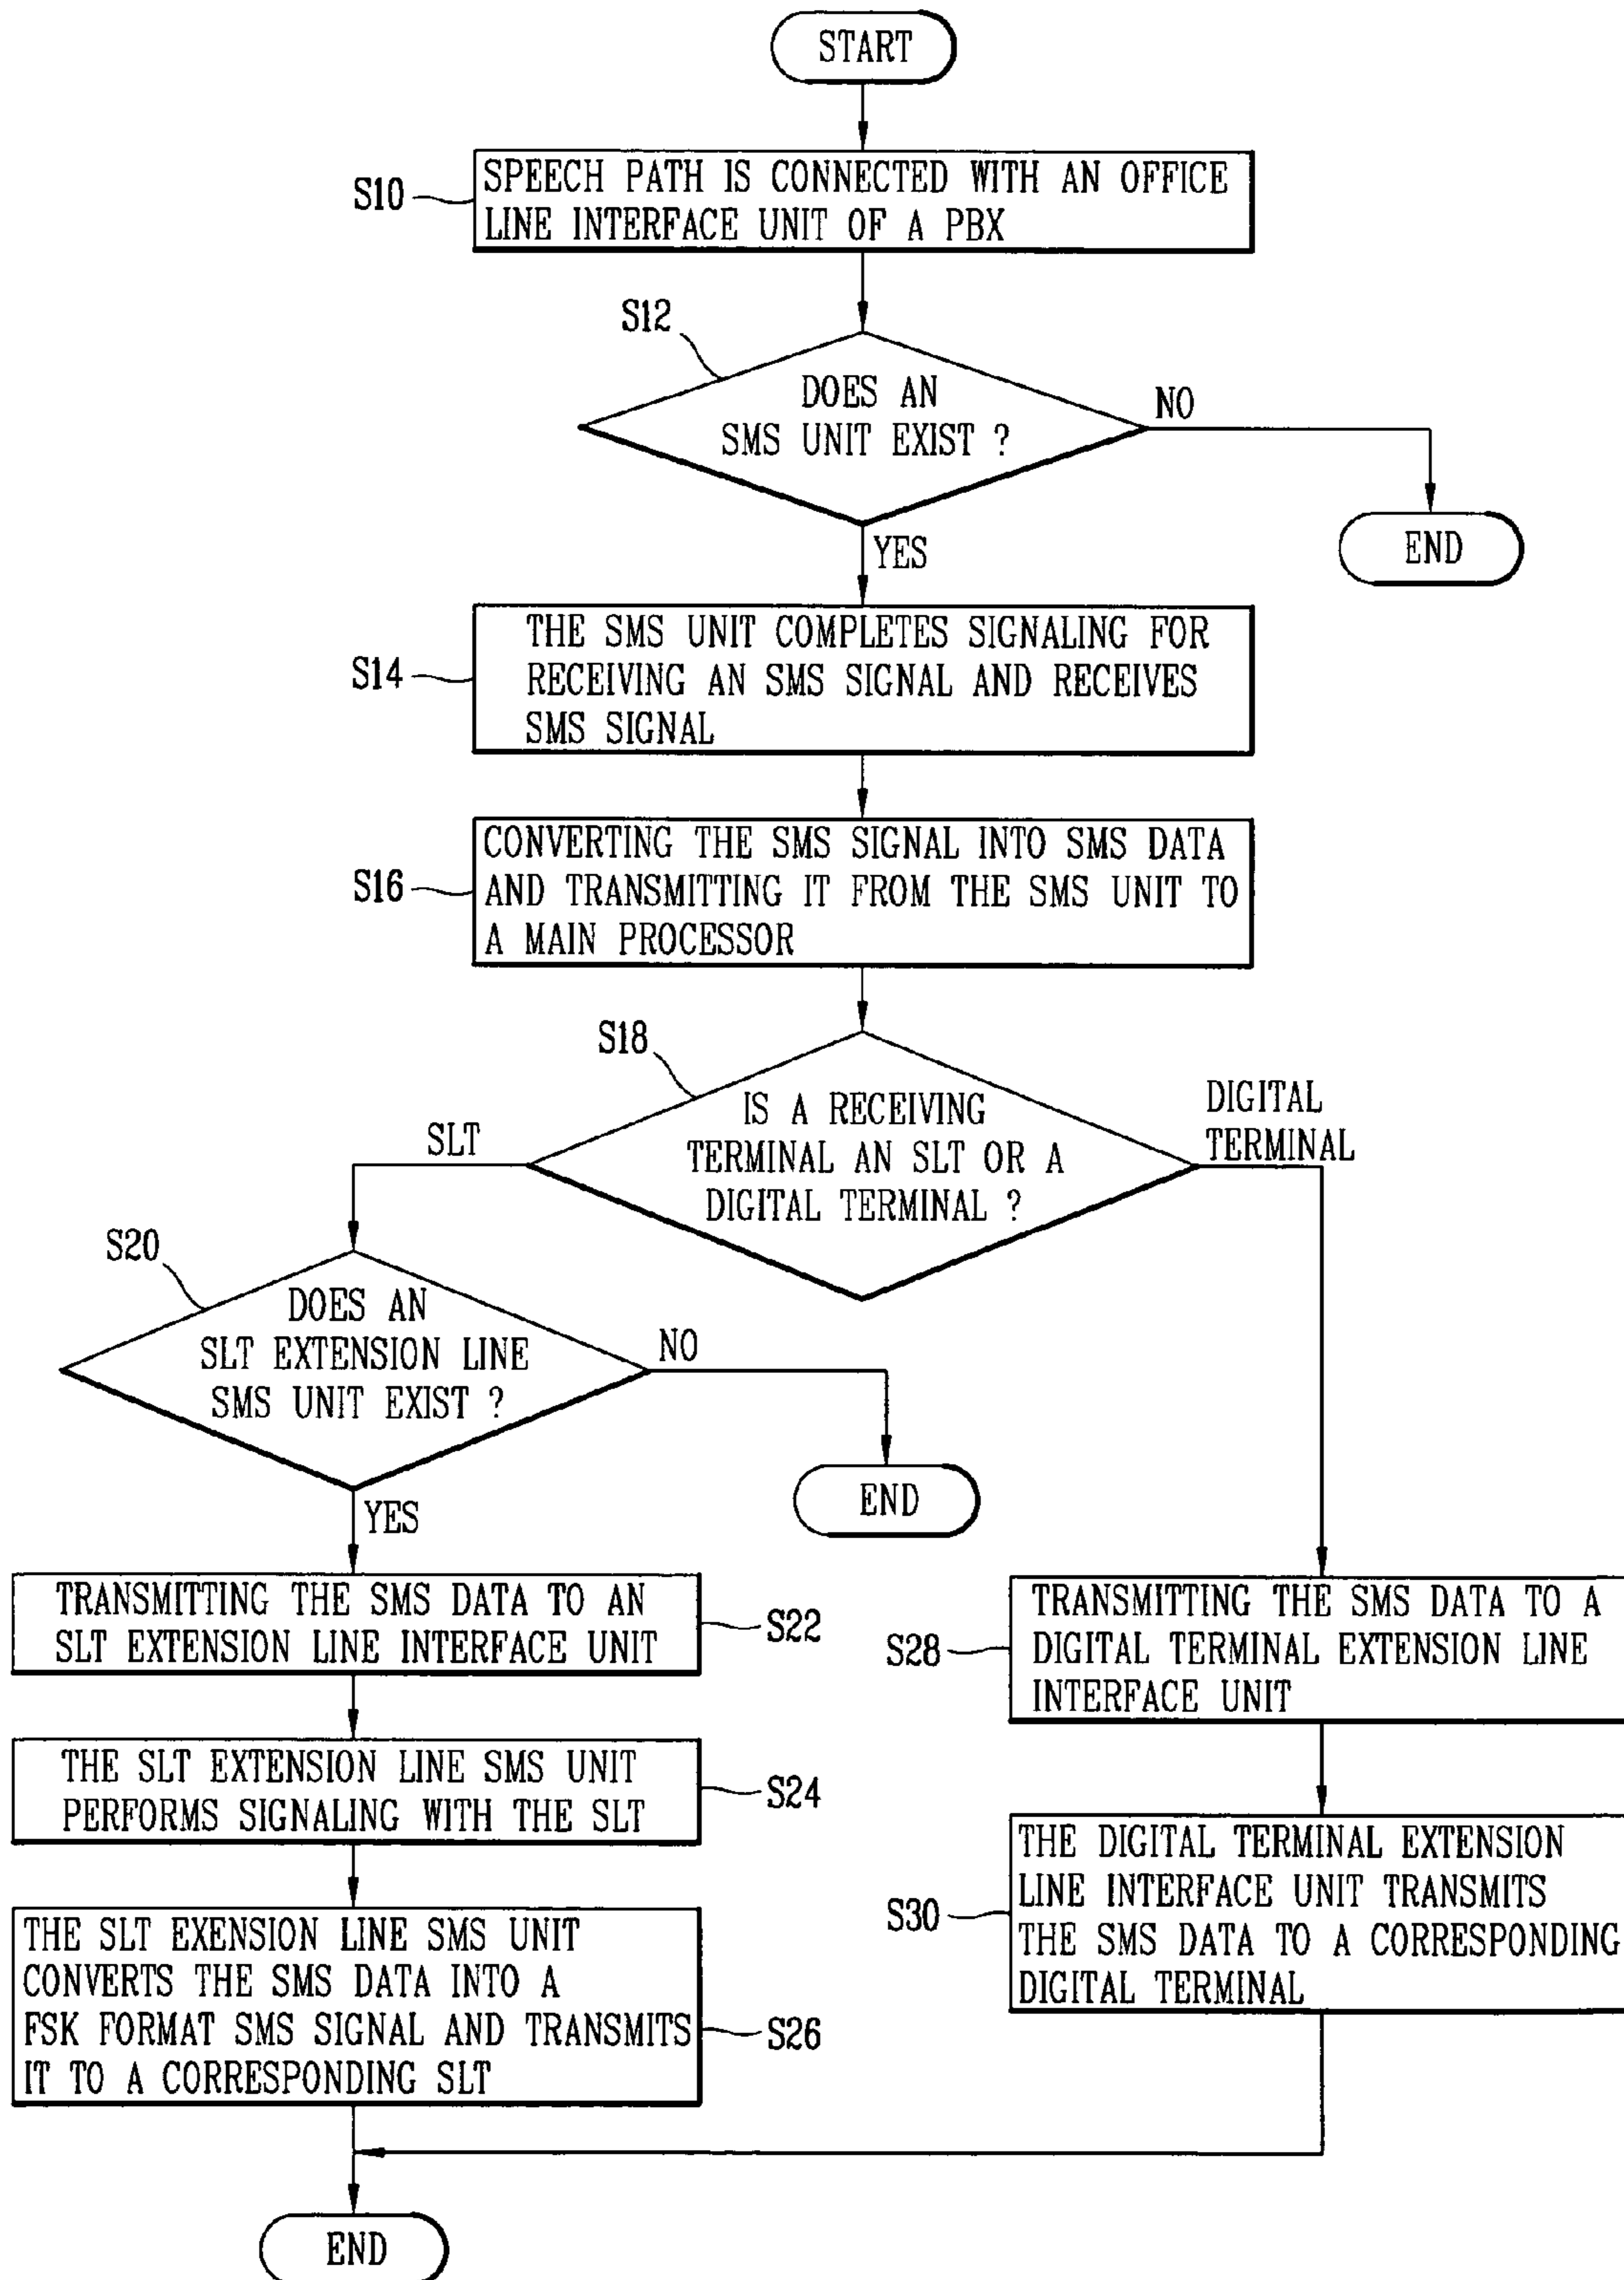 START
S10
SPEECH PATH IS CONNECTED WITH AN OFFICE
LINE INTERFACE UNIT OF A PBX
S12
DOES AN
SMS UNIT EXIST ?
NO
END
YES
S14
THE SMS UNIT COMPLETES SIGNALING FOR
RECEIVING AN SMS SIGNAL AND RECEIVES
SMS SIGNAL
S16
CONVERTING THE SMS SIGNAL INTO SMS DATA
AND TRANSMITTING IT FROM THE SMS UNIT TO
A MAIN PROCESSOR
S18
IS A RECEIVING
TERMINAL AN SLT OR A
DIGITAL TERMINAL ?
SLT
DIGITAL
TERMINAL
S20
DOES AN
SLT EXTENSION LINE
SMS UNIT EXIST ?
NO
END
YES
TRANSMITTING THE SMS DATA TO AN
SLT EXTENSION LINE INTERFACE UNIT
S22
THE SLT EXTENSION LINE SMS UNIT
PERFORMS SIGNALING WITH THE SLT
S24
THE SLT EXENSION LINE SMS UNIT
CONVERTS THE SMS DATA INTO A
FSK FORMAT SMS SIGNAL AND TRANSMITS
IT TO A CORRESPONDING SLT
S26
S28
TRANSMITTING THE SMS DATA TO A
DIGITAL TERMINAL EXTENSION LINE
INTERFACE UNIT
S30
THE DIGITAL TERMINAL EXTENSION
LINE INTERFACE UNIT TRANSMITS
THE SMS DATA TO A CORRESPONDING
DIGITAL TERMINAL
END